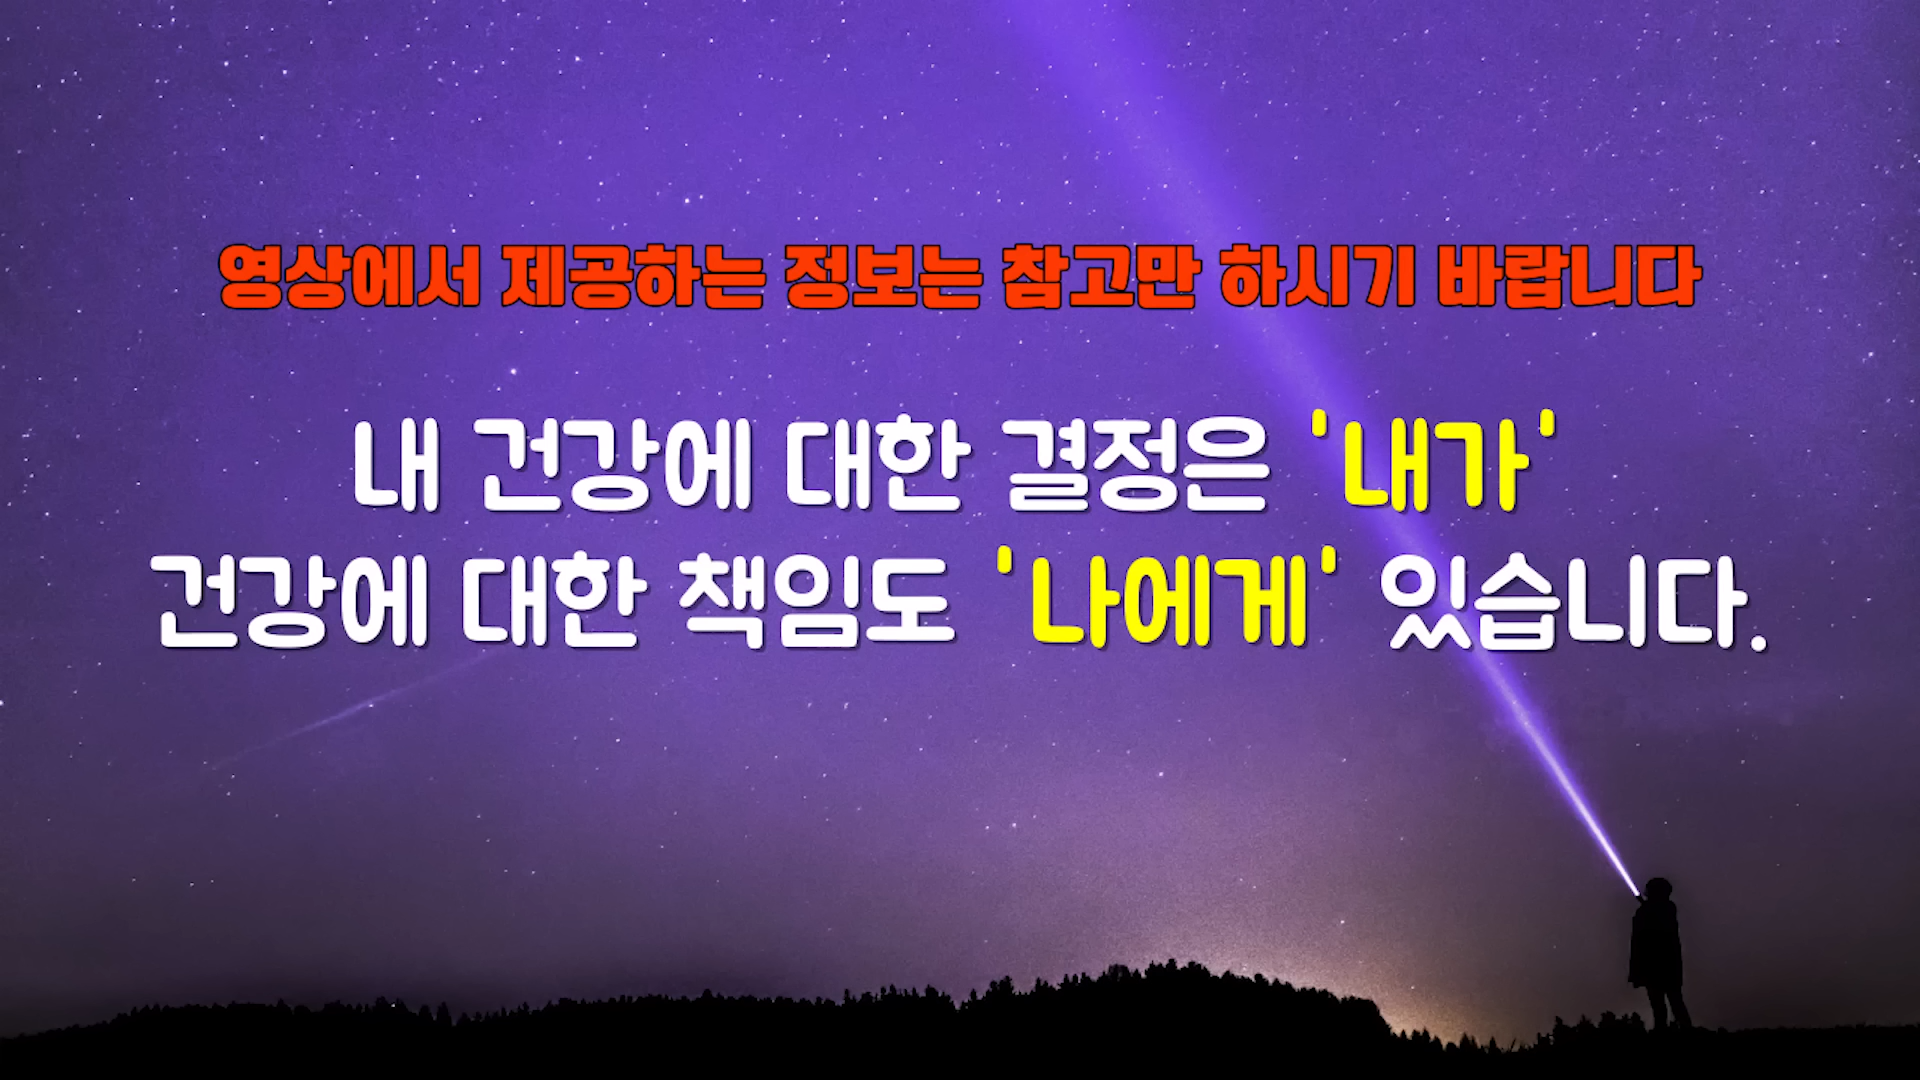 영상에서 제공하는 정보는 참고만 하시기 바랍니다
내 건강에 대한 결정은 '내가'
건강에 대한 책임도 '나에게' 있습니다.